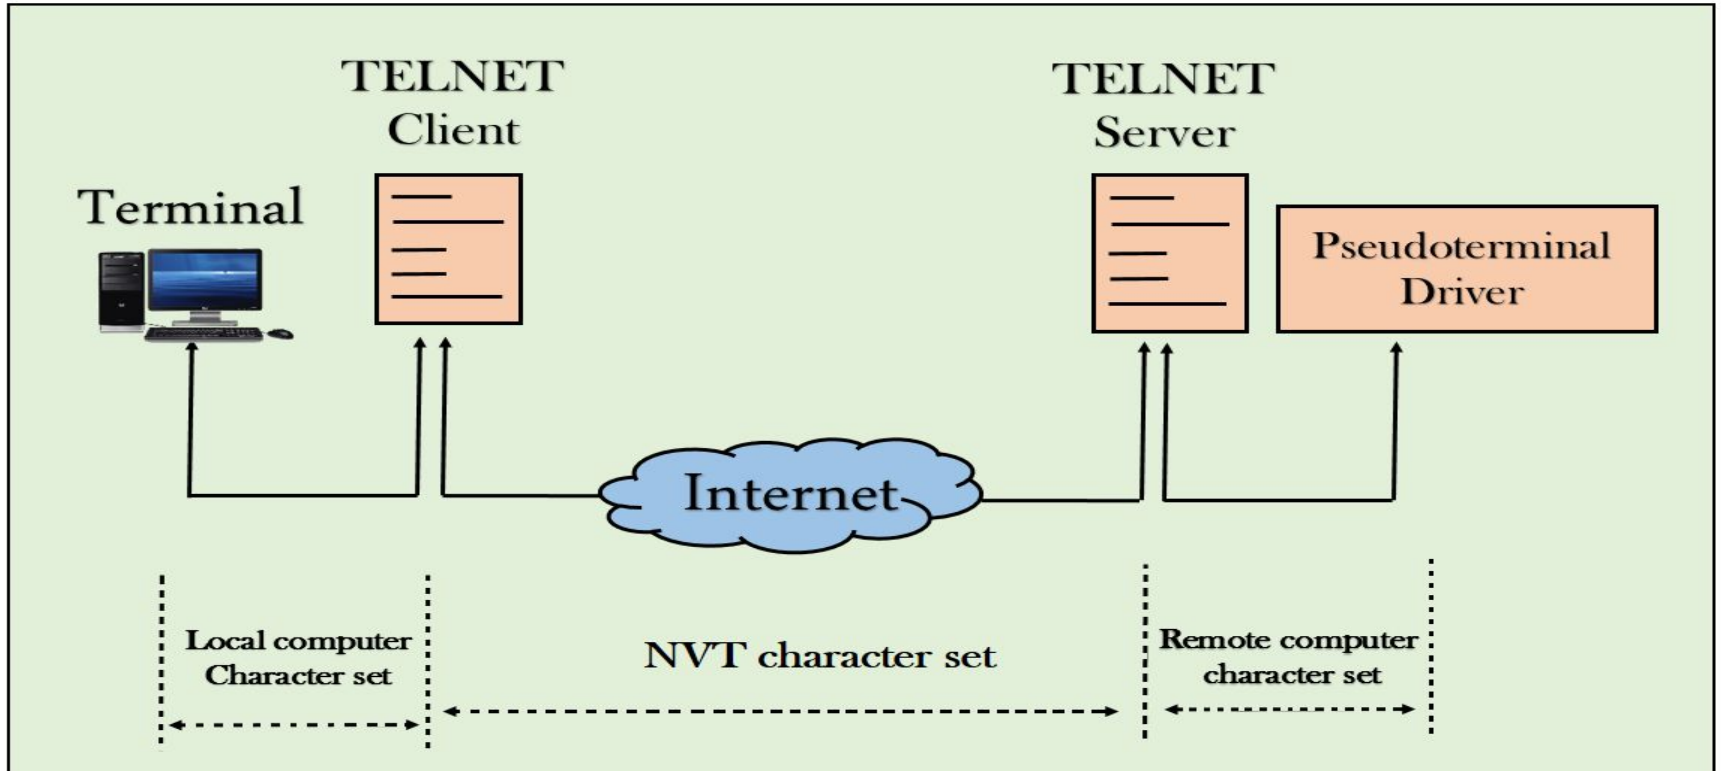 TELNET
Client
TELNET
Server
Terminal
Pseudoterminal
Driver
Internet
Local computer
Character set
NVT character set
Remote computer
character set